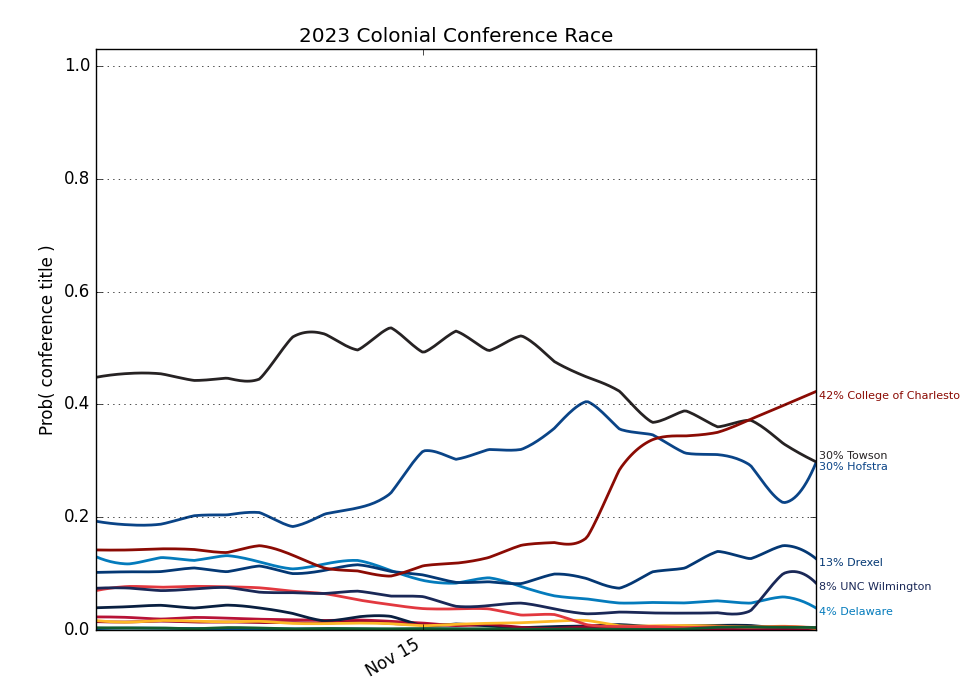 2023 Colonial Conference Race
1.0
0.8
0.6
0.4
0.2
0.0
Prob( conference title )
Nov 15
42% College of Charlesto
30% Towson
30% Hofstra
13% Drexel
8% UNC Wilmington
4% Delaware